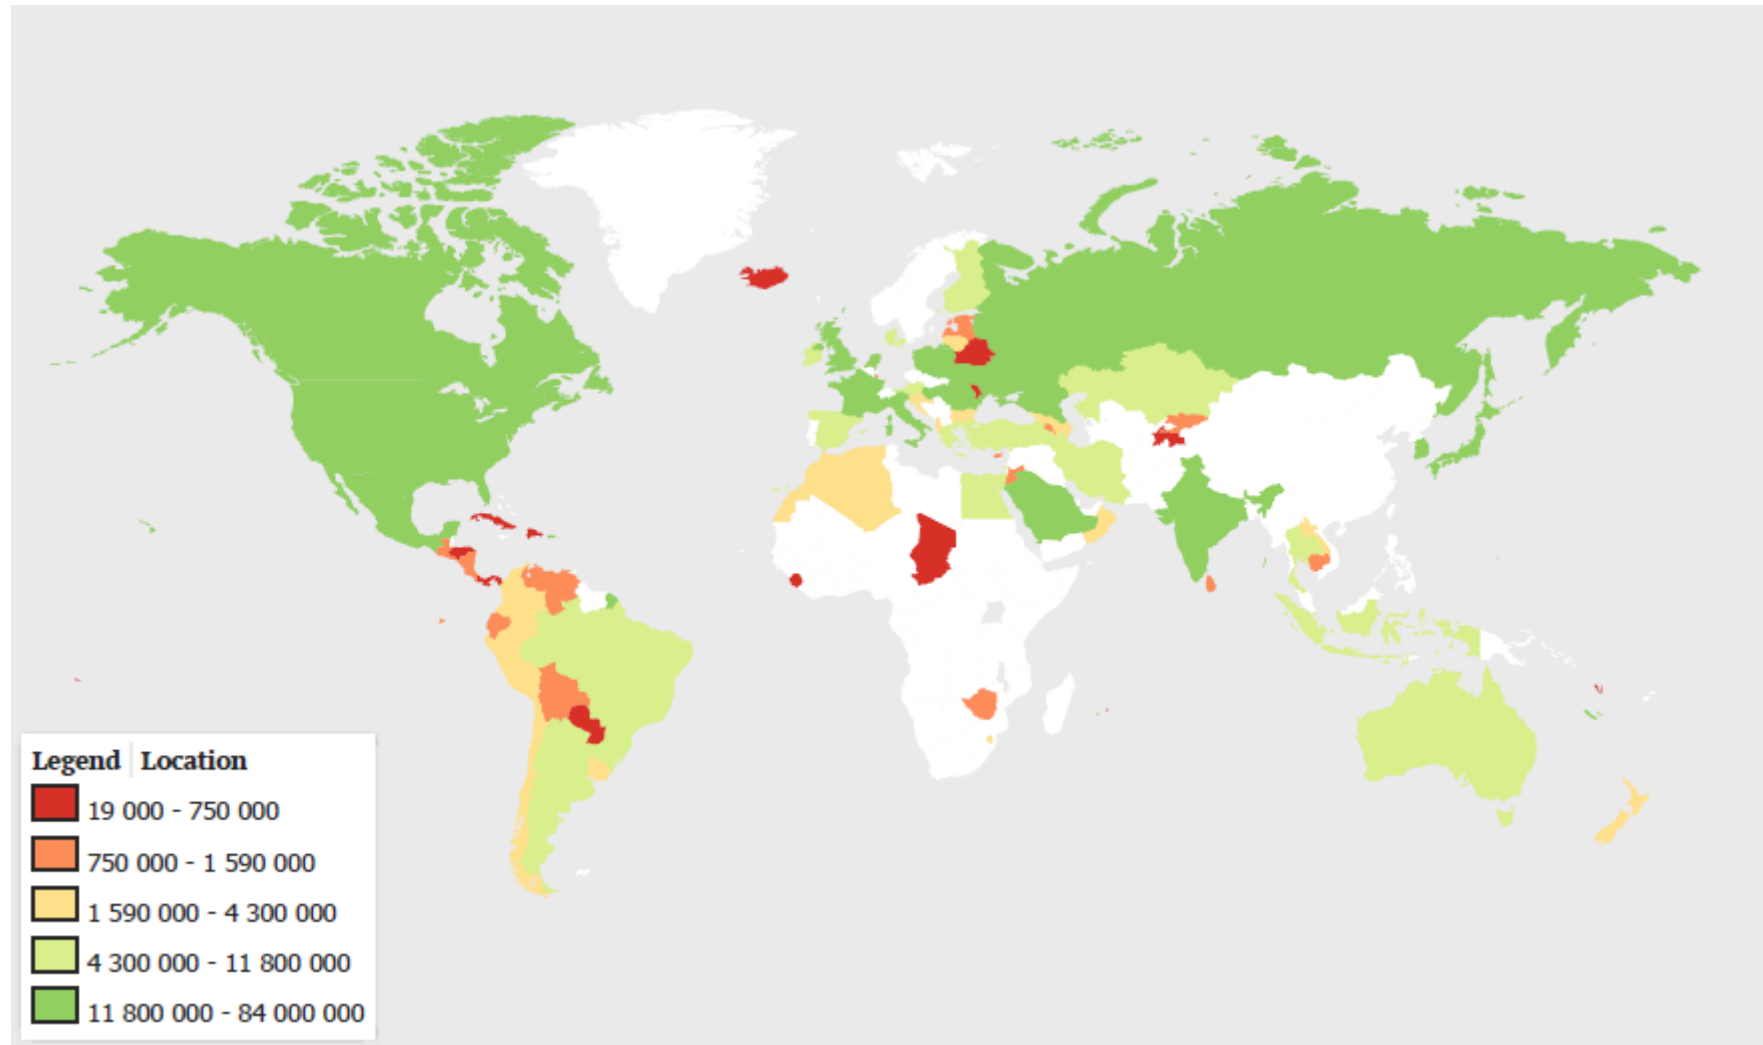 Legend Location
19 000 - 750 000
750 000 - 1 590 000
1 590 000 - 4 300 000
4 300 000 - 11 800 000
11 800 000 - 84 000 000